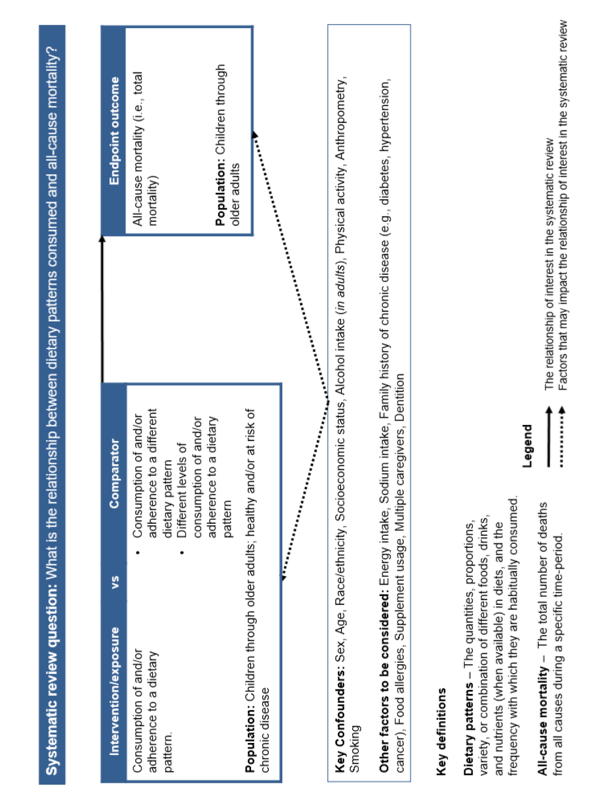 Systematic review question: What is the relationship between dietary patterns consumed and all-cause mortality?
Intervention/exposure vs Comparator
Consumption of and/or
adherence to a dietary
pattern.
• Consumption of and/or
adherence to a different
dietary pattern
• Different levels of
consumption of and/or
adherence to a dietary
pattern
Population: Children through older adults; healthy and/or at risk of
chronic disease
Endpoint outcome
All-cause mortality (i.e., total
mortality)
Population: Children through
older adults
Key Confounders: Sex, Age, Race/ethnicity, Socioeconomic status, Alcohol intake (in adults), Physical activity, Anthropometry,
Smoking
Other factors to be considered: Energy intake, Sodium intake, Family history of chronic disease (e.g., diabetes, hypertension,
cancer), Food allergies, Supplement usage, Multiple caregivers, Dentition
Key definitions
Dietary patterns – The quantities, proportions,
variety, or combination of different foods, drinks,
and nutrients (when available) in diets, and the
frequency with which they are habitually consumed.
All-cause mortality – The total number of deaths
from all causes during a specific time-period.
Legend
The relationship of interest in the systematic review
Factors that may impact the relationship of interest in the systematic review